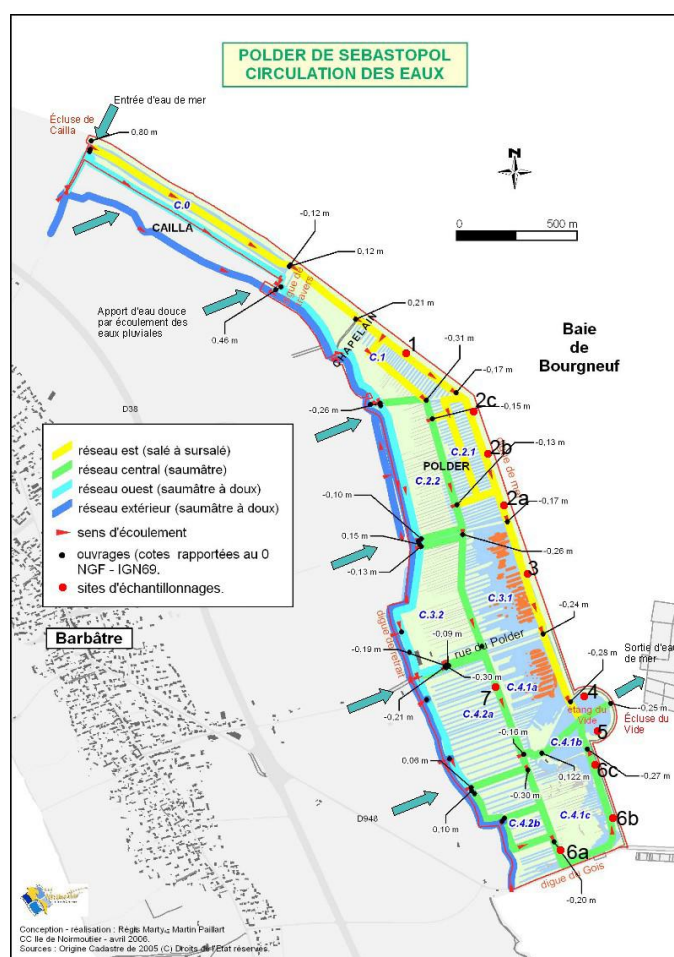 POLDER DE SEBASTOPOL
CIRCULATION DES EAUX
Entrée d'eau de mer
Écluse de
Cailla
0,80 m
N
0
500 m
C.0
CAILLA
-0,12 m
0,12 m
digue de
travers
Apport d'eau douce
par écoulement des
eaux pluviales
0,46 m
0,21 m
CHAPELAIN
C.1
1
-0,31 m
Baie
de
Bourgneuf
-0,17 m
2c
-0,15 m
-0,26 m
D38
réseau est (salé à sursalé)
réseau central (saumâtre)
réseau ouest (saumâtre à doux)
réseau extérieur (saumâtre à doux)
sens d'écoulement
ouvrages (cotes rapportées au 0
NGF - IGN69.
sites d'échantillonnages.
C.2.1
2b
-0,13 m
POLDER
C.2.2
2a
-0,17 m
-0,10 m
0,15 m
-0,13 m
-0,26 m
3
C.3.1
C.3.2
-0,24 m
Barbâtre
digue de retrait
-0,09 m
rue du Polder
-0,19 m
-0,30 m
-0,21 m
-0,28 m
Sortie d'eau
de mer
7
C.4.1a
4
étang du
Vide
-0,25 m
Écluse du
Vide
C.4.2a
5
C.4.1b
-0,16 m
0,122 m
6c
-0,27 m
0,06 m
-0,30 m
D948
0,10 m
C.4.1c
C.4.2b
6b
6a
digue du Gois
-0,20 m
Conception - réalisation : Régis Marty - Martin Paillart
CC Ile de Noirmoutier - avril 2006.
Sources : Origine Cadastre de 2005 (C) Droits de l'Etat réservés.